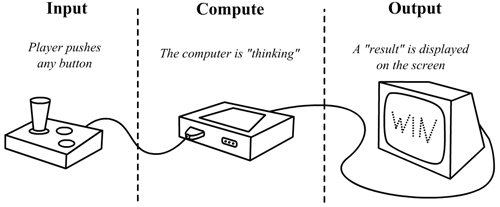 Input
Player pushes
any button
Compute
The computer is "thinking"
Output
A "result" is displayed
on the screen
WIN